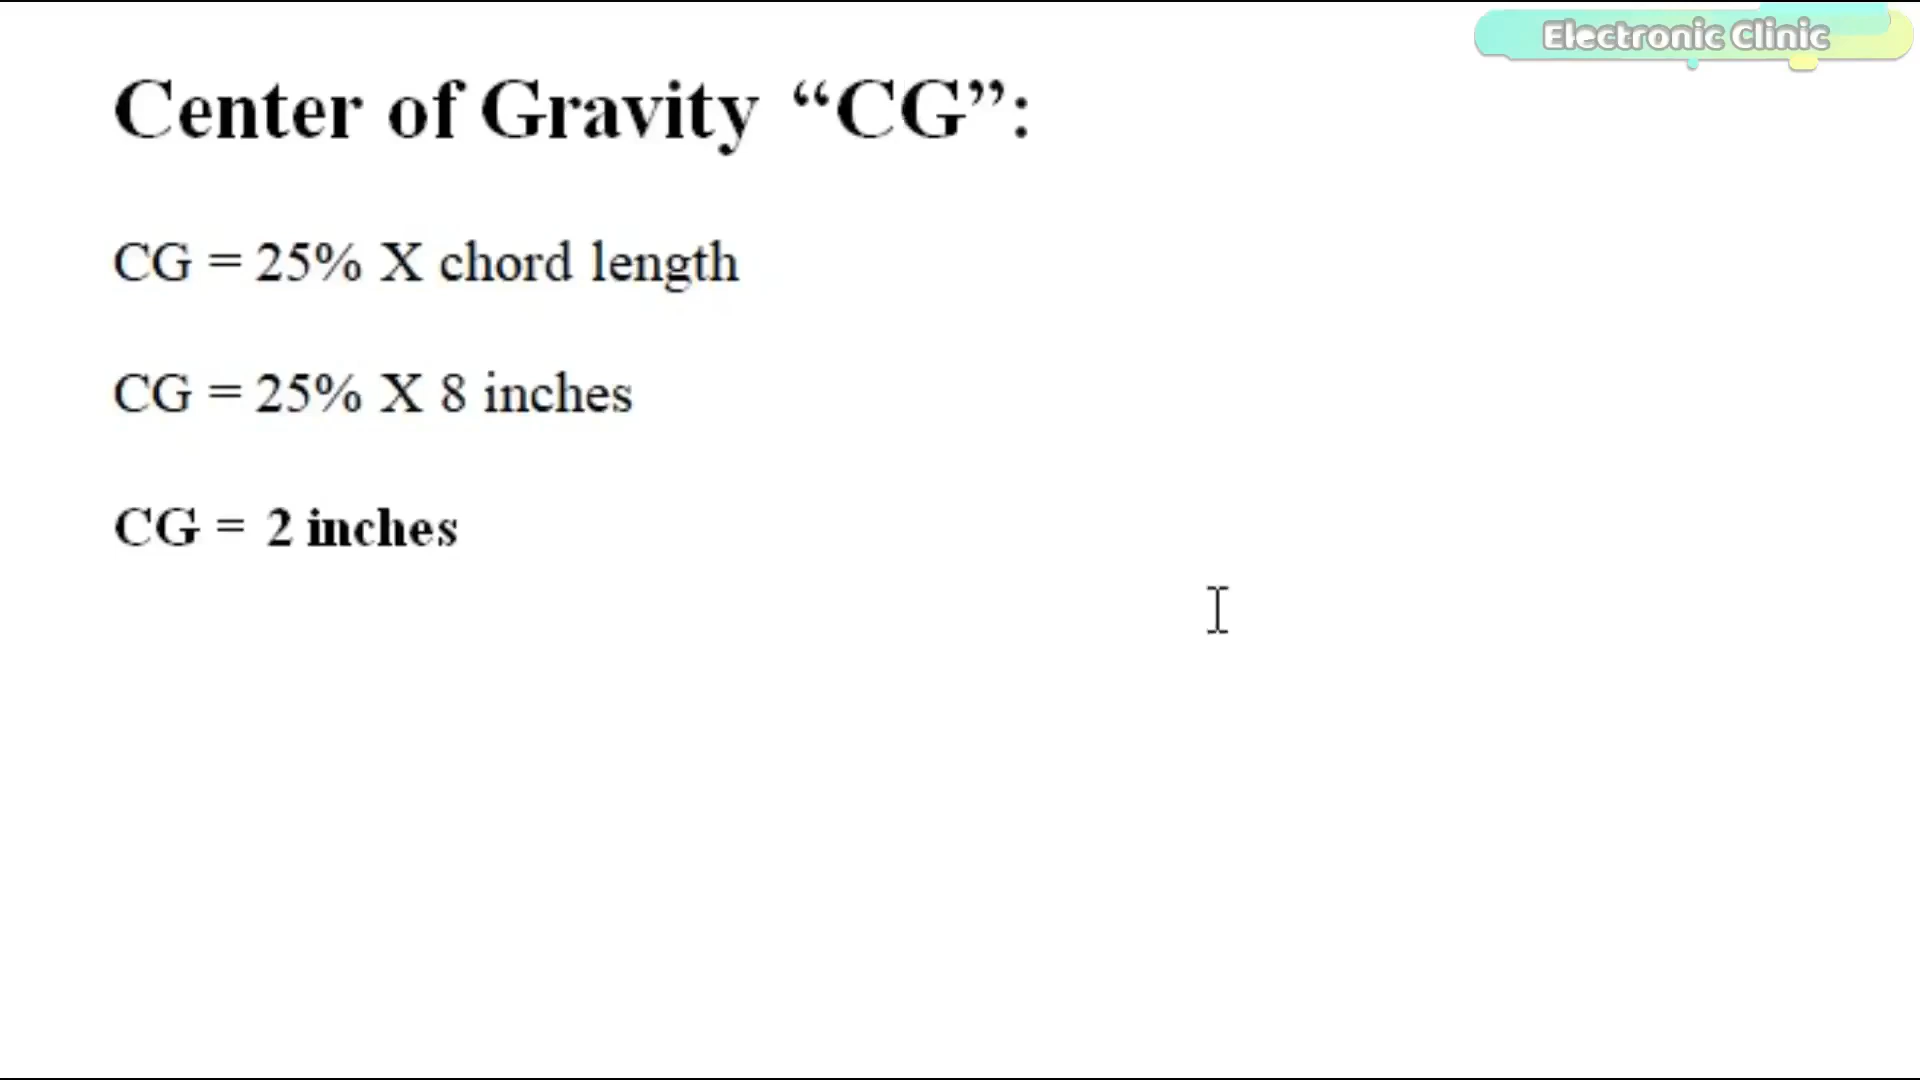 Electronic Clinic
Center of Gravity “CG”:
CG = 25% X chord length
CG = 25% X 8 inches
CG = 2 inches